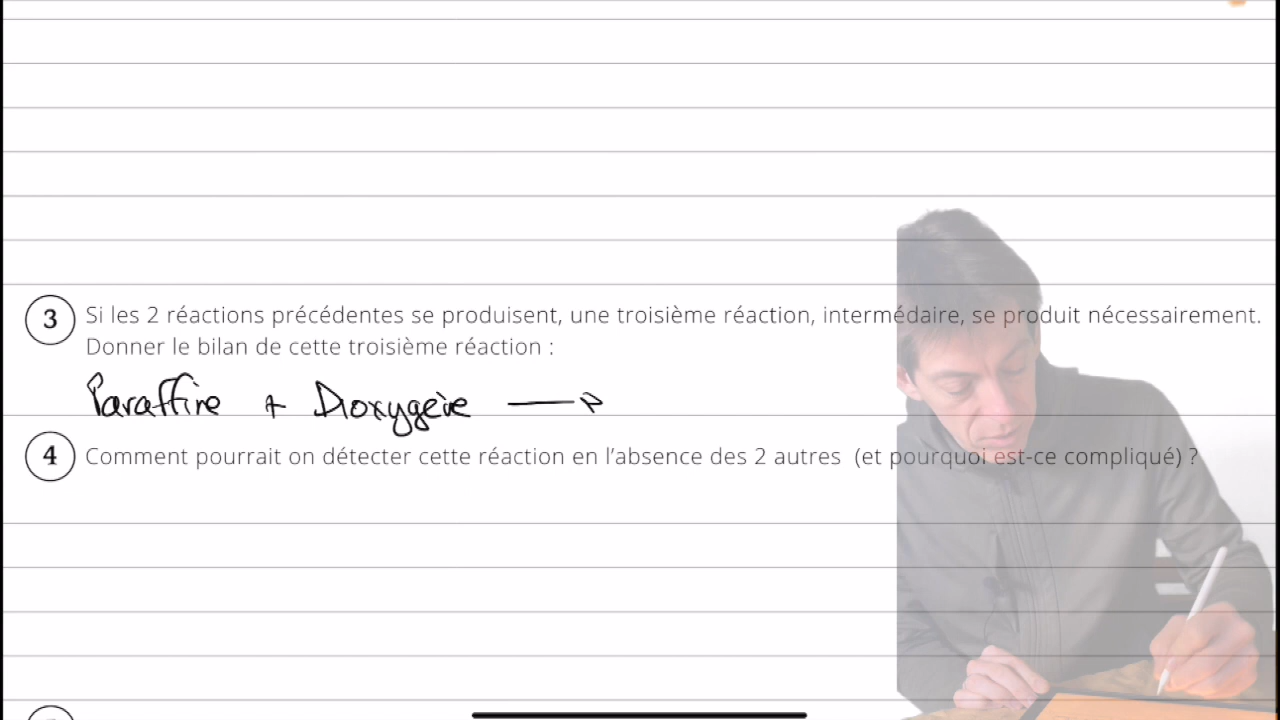 3 Si les 2 réactions précédentes se produisent, une troisième réaction, intermédaire, se produit nécessairement.
Donner le bilan de cette troisième réaction :
Paraffine + Dioxygène →
4 Comment pourrait on détecter cette réaction en l'absence des 2 autres (et pourquoi est-ce compliqué) ?